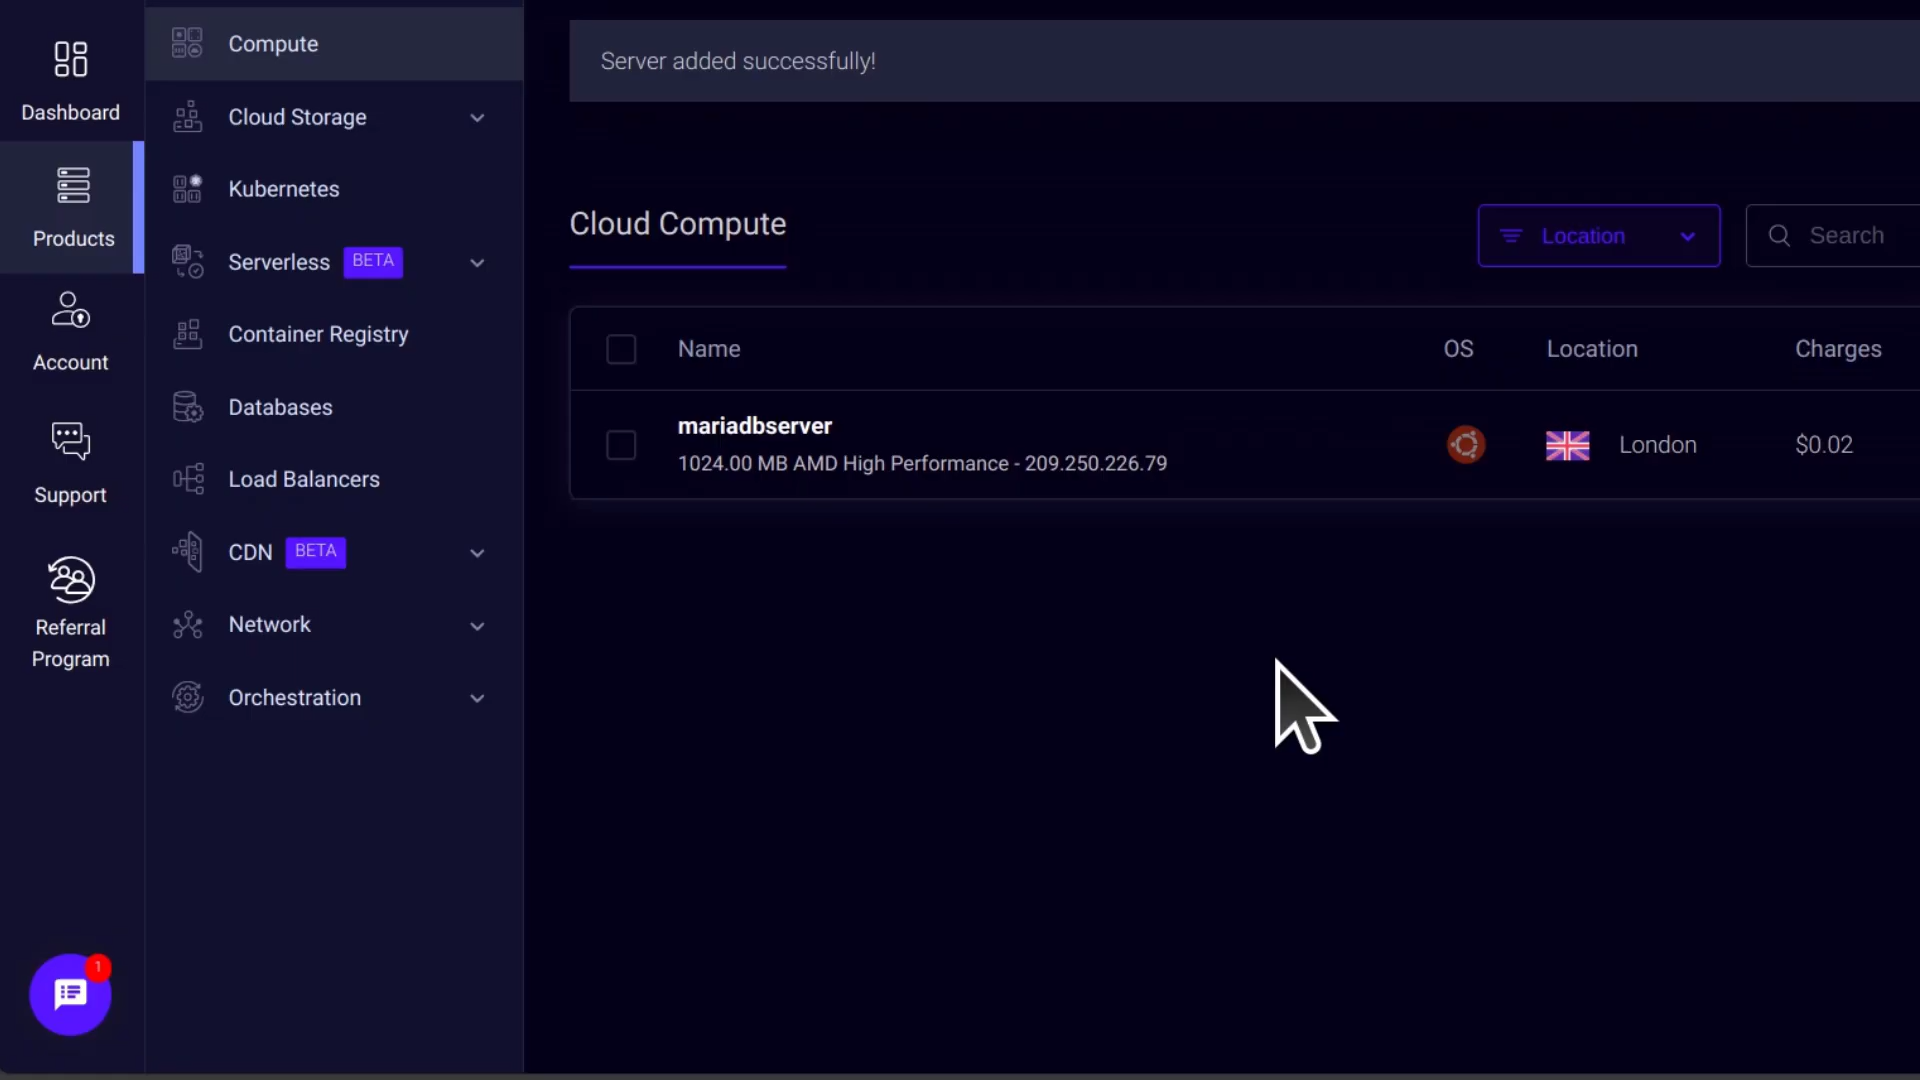 Dashboard
Products
Account
Support
Referral
Program
1
Compute
Cloud Storage
Kubernetes
Serverless BETA
Container Registry
Databases
Load Balancers
CDN BETA
Network
Orchestration
Server added successfully!
Cloud Compute
Location
Search
Name OS Location Charges
mariadbserver
1024.00 MB AMD High Performance - 209.250.226.79
London $0.02